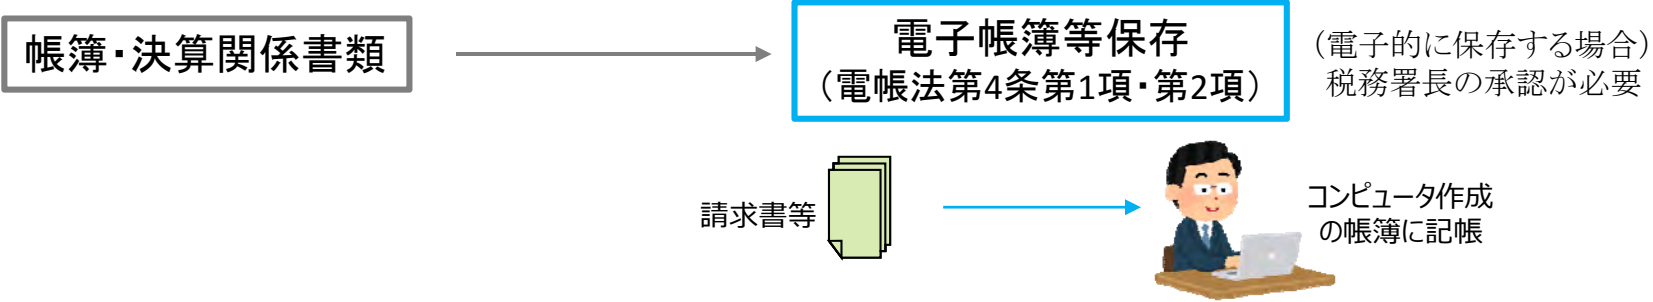 帳簿・決算関係書類
電子帳簿等保存
（電帳法第4条第1項・第2項）
（電子的に保存する場合）
税務署長の承認が必要
請求書等
コンピュータ作成
の帳簿に記帳